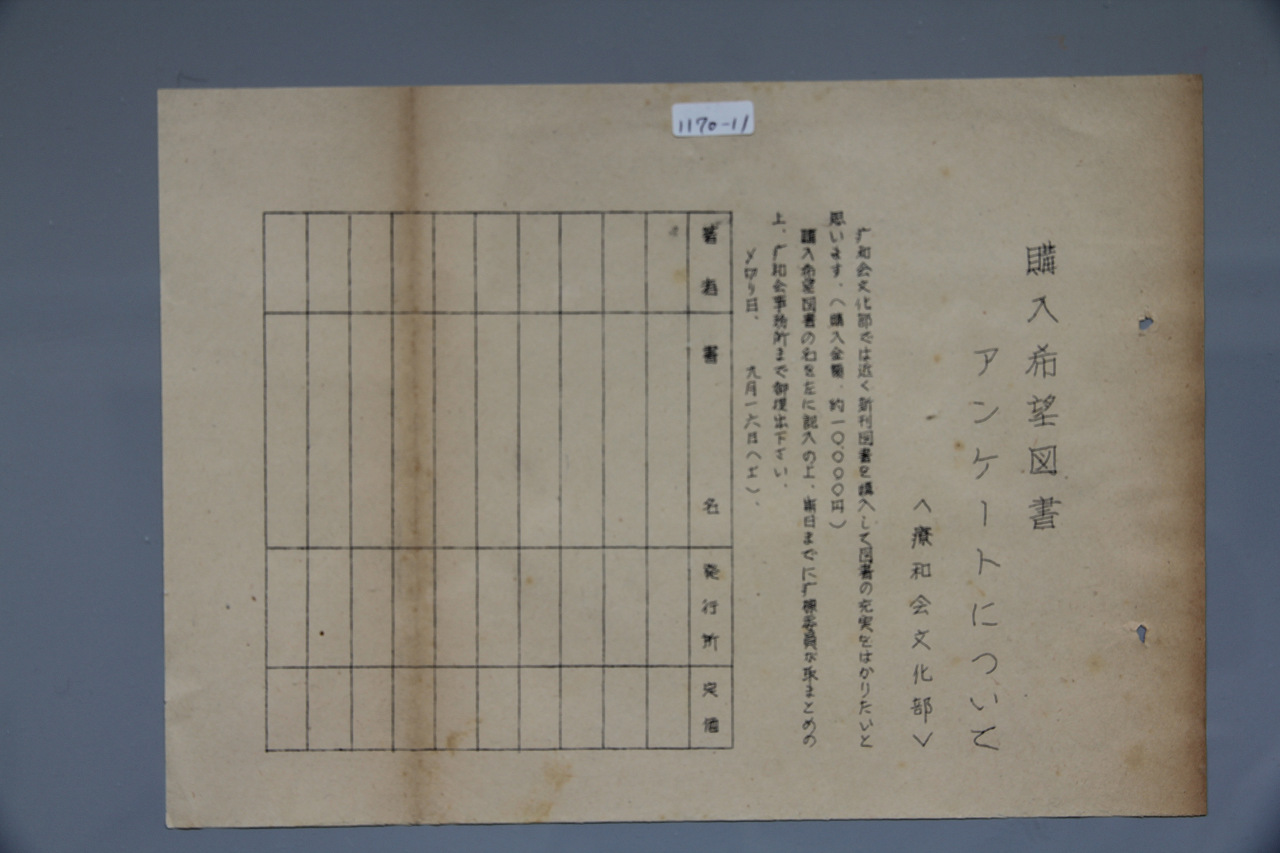 1170-11
購入希望図書
アンケートについて
〈療和会文化部〉
疒和会文化部では近く新刊図書を購入して図書の充実をはかりたいと
思います。(購入金額、約一〇、〇〇〇円)
購入希望図書の名を左に記入の上、期日までに疒棟委員が取まとめの
上、疒和会事務所まで御提出下さい。
〆切り日、 九月一六日(土)、
著者 書名 発行所 定価